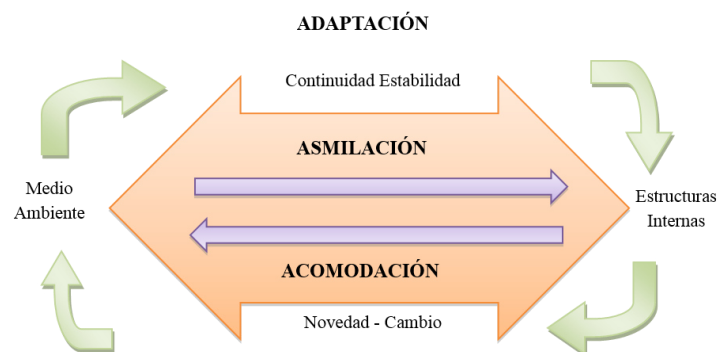 ADAPTACIÓN
Continuidad Estabilidad
ASMILACIÓN
Medio
Ambiente
Estructuras
Internas
ACOMODACIÓN
Novedad - Cambio